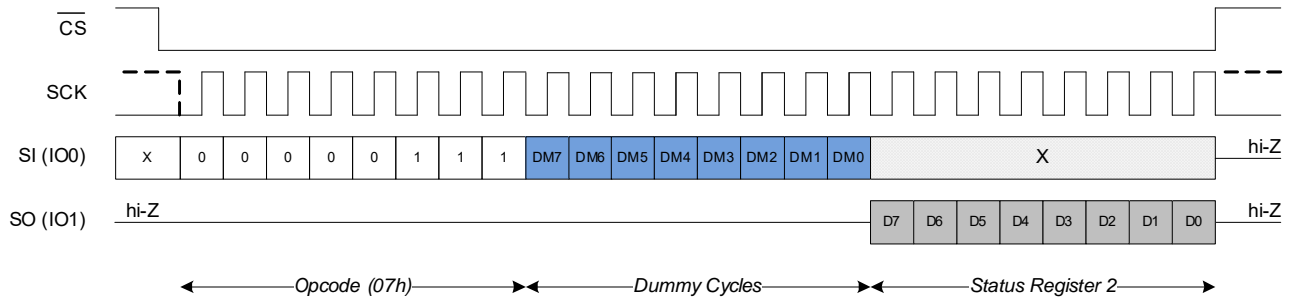 CS
SCK
SI (IO0) X 0 0 0 0 0 1 1 1 DM7 DM6 DM5 DM4 DM3 DM2 DM1 DM0 X hi-Z
SO (IO1) hi-Z D7 D6 D5 D4 D3 D2 D1 D0 hi-Z
Opcode (07h) Dummy Cycles Status Register 2